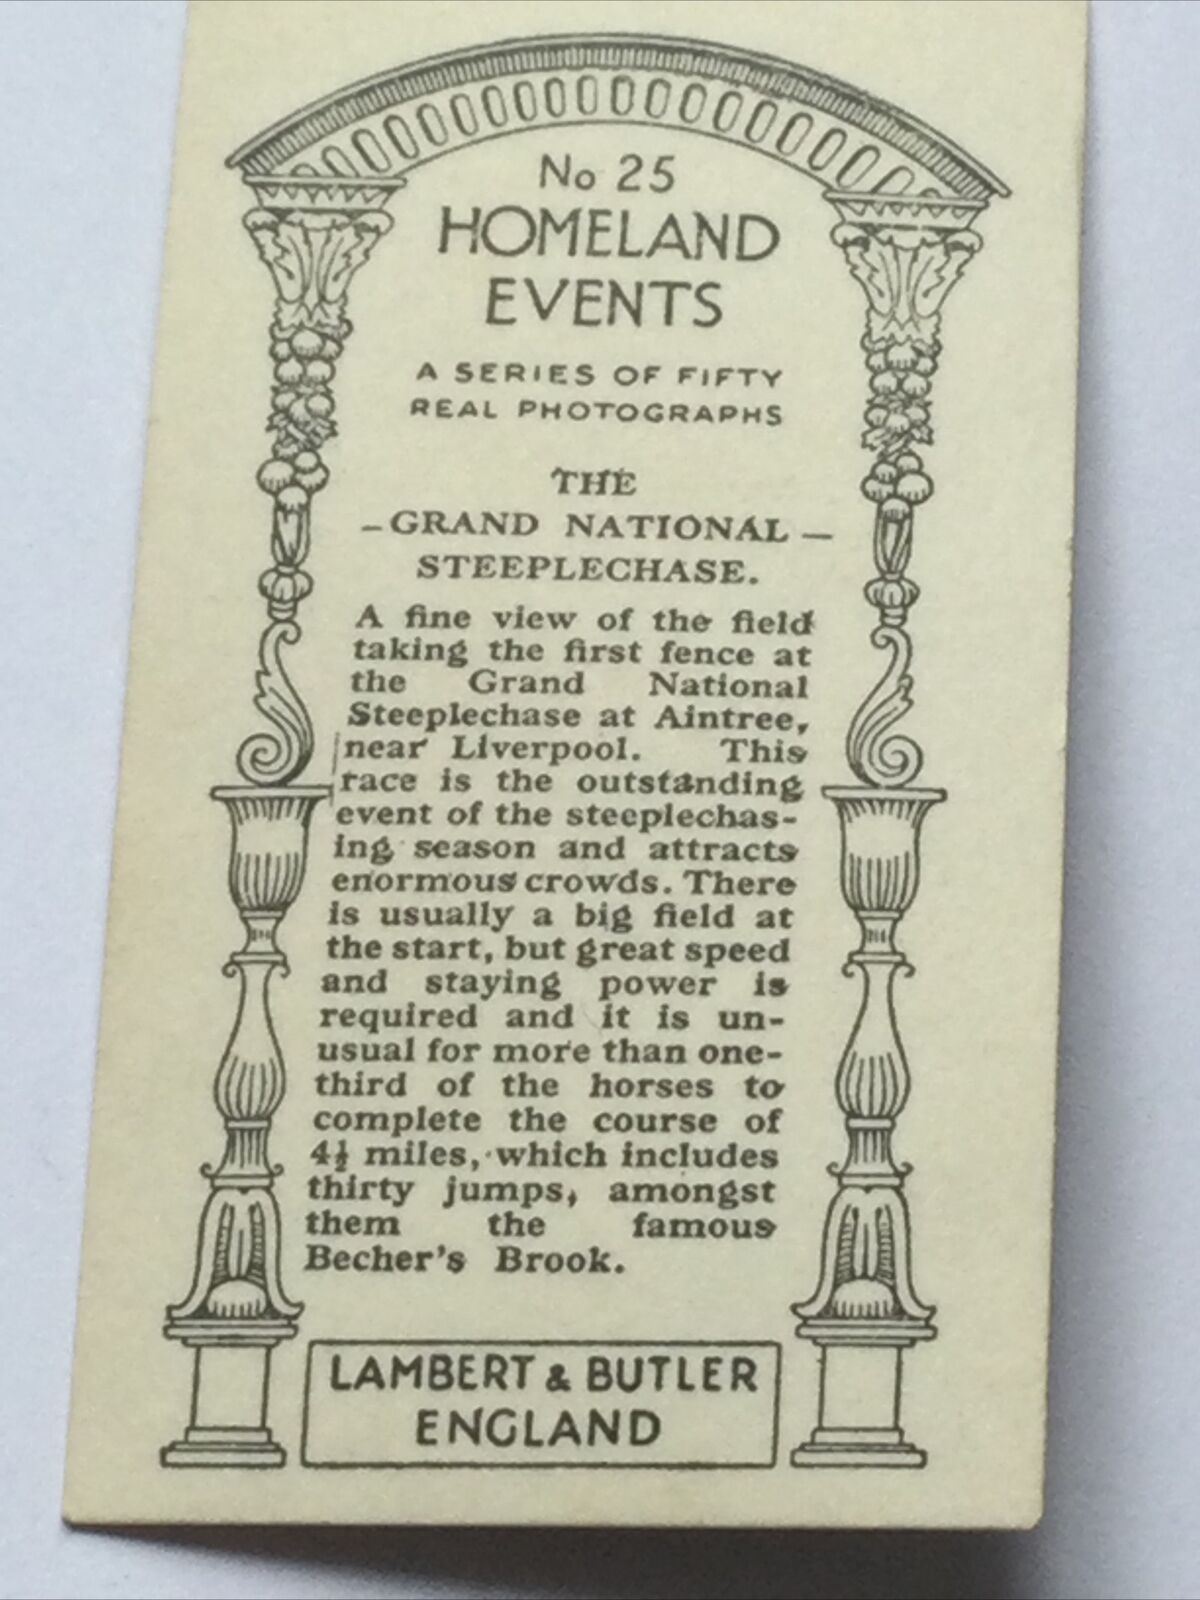 No 25
HOMELAND
EVENTS
A SERIES OF FIFTY
REAL PHOTOGRAPHS
THE
– GRAND NATIONAL –
STEEPLECHASE.
A fine view of the field
taking the first fence at
the Grand National
Steeplechase at Aintree,
near Liverpool. This
race is the outstanding
event of the steeplechas-
ing season and attracts
enormous crowds. There
is usually a big field at
the start, but great speed
and staying power is
required and it is un-
usual for more than one-
third of the horses to
complete the course of
4½ miles, which includes
thirty jumps, amongst
them the famous
Becher's Brook.
LAMBERT & BUTLER
ENGLAND